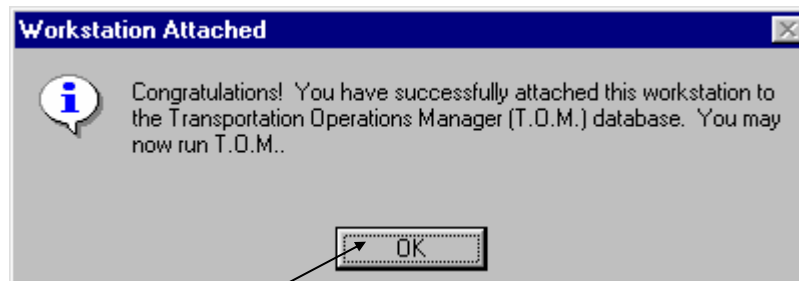 Workstation Attached
Congratulations!  You have successfully attached this workstation to
the Transportation Operations Manager (T.O.M.) database.  You may
now run T.O.M..
OK